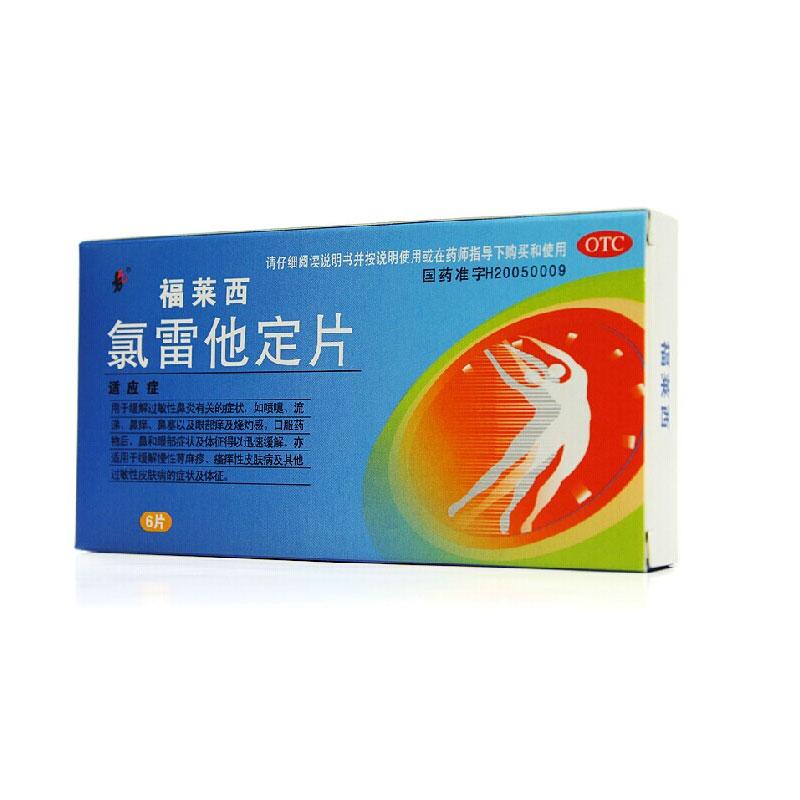 请仔细阅读说明书并按说明使用或在药师指导下购买和使用
OTC
国药准字H20050009
福莱西
氯雷他定片
适应症
用于缓解过敏性鼻炎有关的症状，如喷嚏、流
涕、鼻痒、鼻塞以及眼部痒及烧灼感。口服药
物后，鼻和眼部症状及体征得以迅速缓解。亦
适用于缓解慢性荨麻疹、瘙痒性皮肤病及其他
过敏性皮肤病的症状及体征。
6片
福莱西